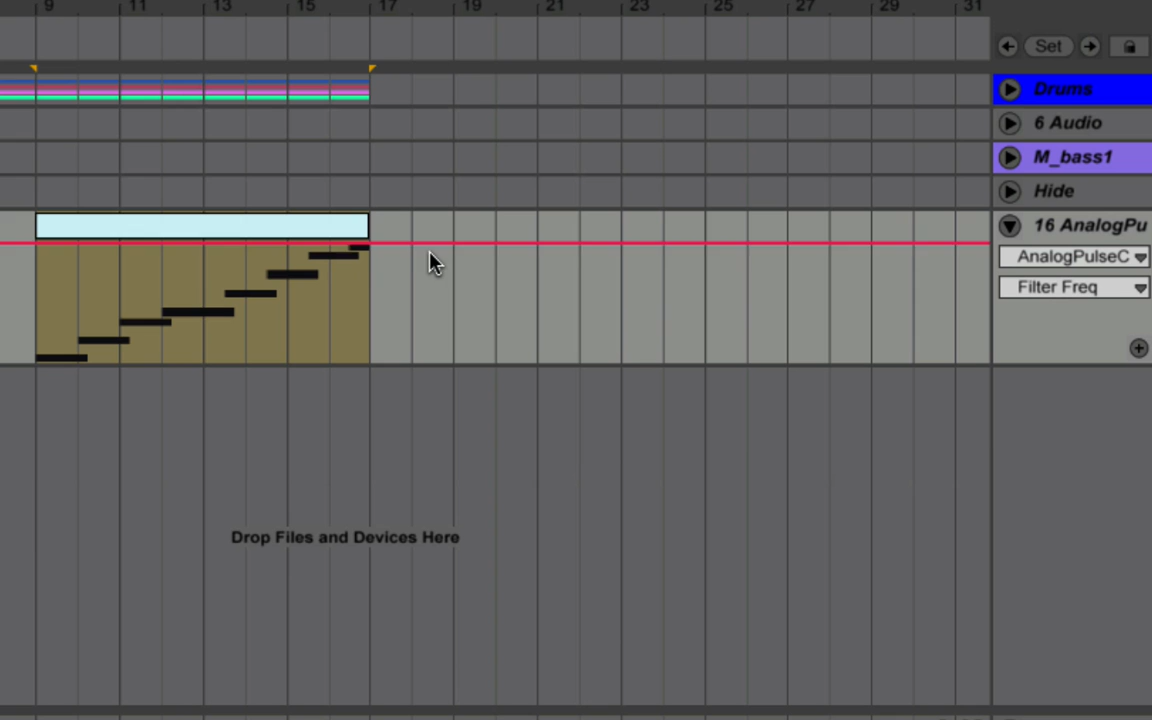 9 11 13 15 17 19 21 23 25 27 29 31
Set
Drums
6 Audio
M_bass1
Hide
16 AnalogPu
AnalogPulseC
Filter Freq
Drop Files and Devices Here